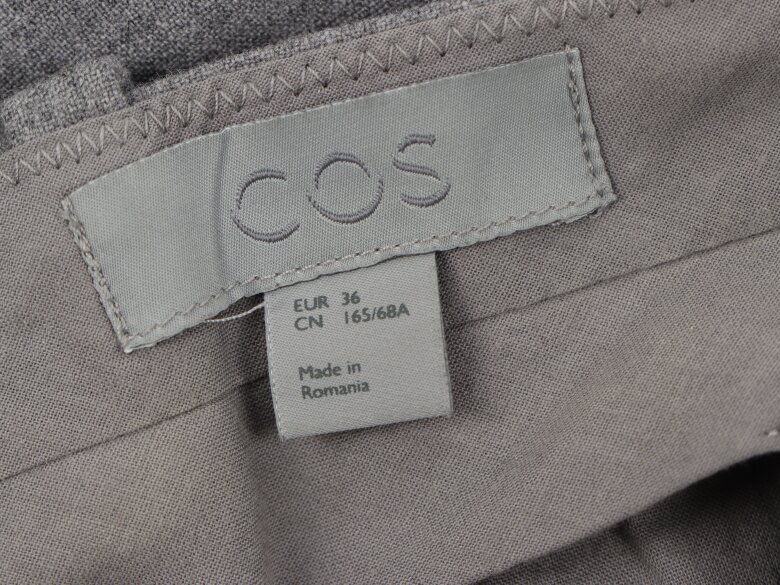 COS
EUR 36
CN 165/68A
Made in
Romania